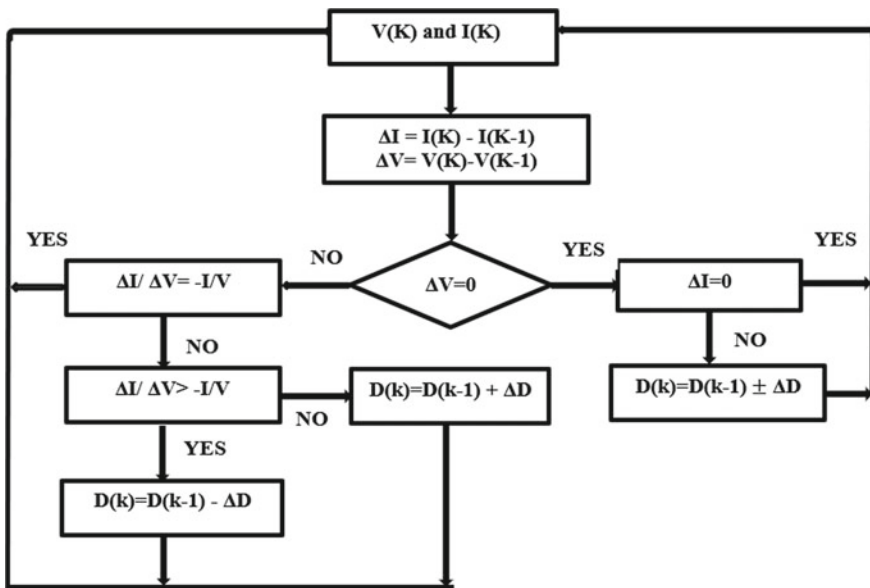 V(K) and I(K)
ΔI = I(K) - I(K-1)
ΔV= V(K)-V(K-1)
YES
NO
YES
YES
ΔI/ ΔV= -I/V
ΔV=0
ΔI=0
NO
NO
ΔI/ ΔV> -I/V
D(k)=D(k-1) + ΔD
D(k)=D(k-1) ± ΔD
NO
YES
D(k)=D(k-1) - ΔD